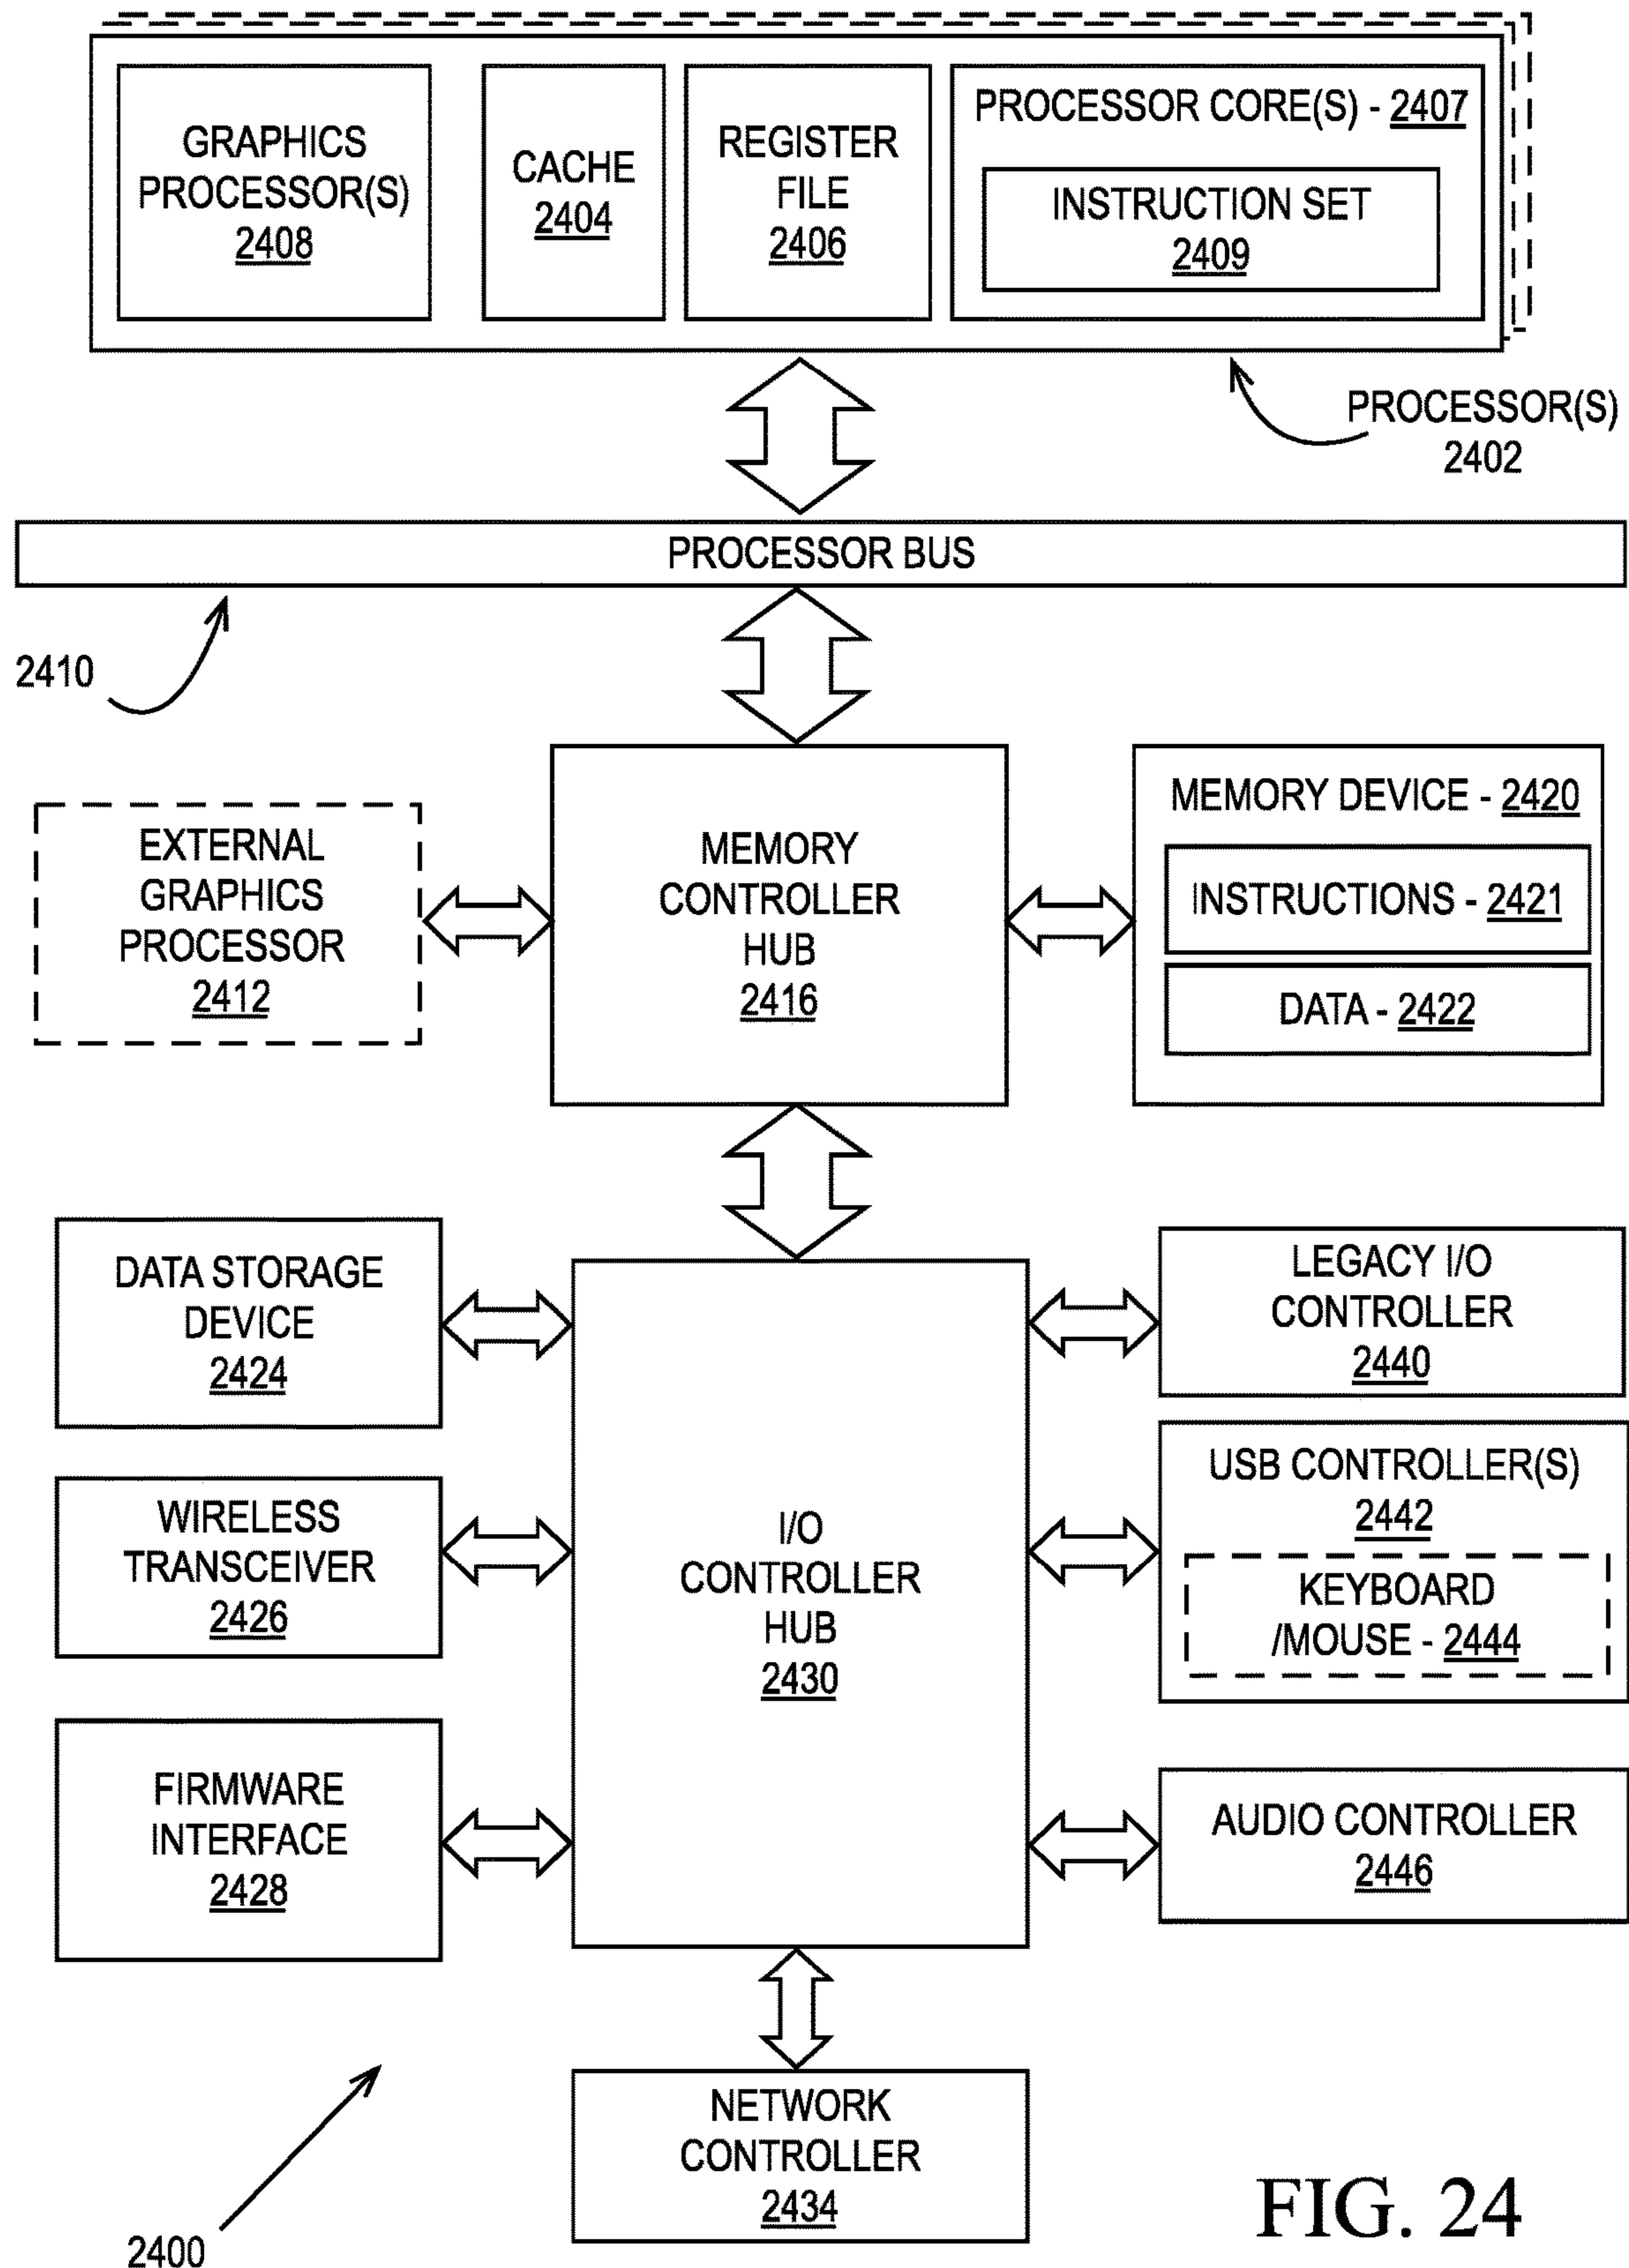 GRAPHICS
PROCESSOR(S)
2408
CACHE
2404
REGISTER
FILE
2406
PROCESSOR CORE(S) - 2407
INSTRUCTION SET
2409
PROCESSOR(S)
2402
PROCESSOR BUS
2410
EXTERNAL
GRAPHICS
PROCESSOR
2412
MEMORY
CONTROLLER
HUB
2416
MEMORY DEVICE - 2420
INSTRUCTIONS - 2421
DATA - 2422
DATA STORAGE
DEVICE
2424
WIRELESS
TRANSCEIVER
2426
FIRMWARE
INTERFACE
2428
I/O
CONTROLLER
HUB
2430
LEGACY I/O
CONTROLLER
2440
USB CONTROLLER(S)
2442
KEYBOARD
/MOUSE - 2444
AUDIO CONTROLLER
2446
NETWORK
CONTROLLER
2434
2400
FIG. 24